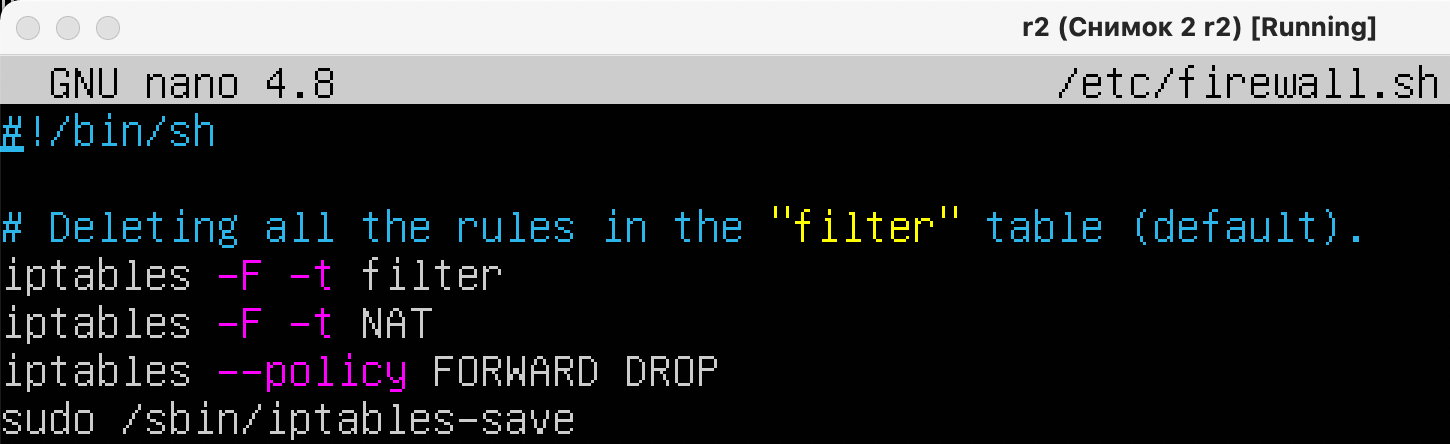 r2 (Снимок 2 r2) [Running]
GNU nano 4.8 /etc/firewall.sh
#!/bin/sh
# Deleting all the rules in the "filter" table (default).
iptables -F -t filter
iptables -F -t NAT
iptables --policy FORWARD DROP
sudo /sbin/iptables-save